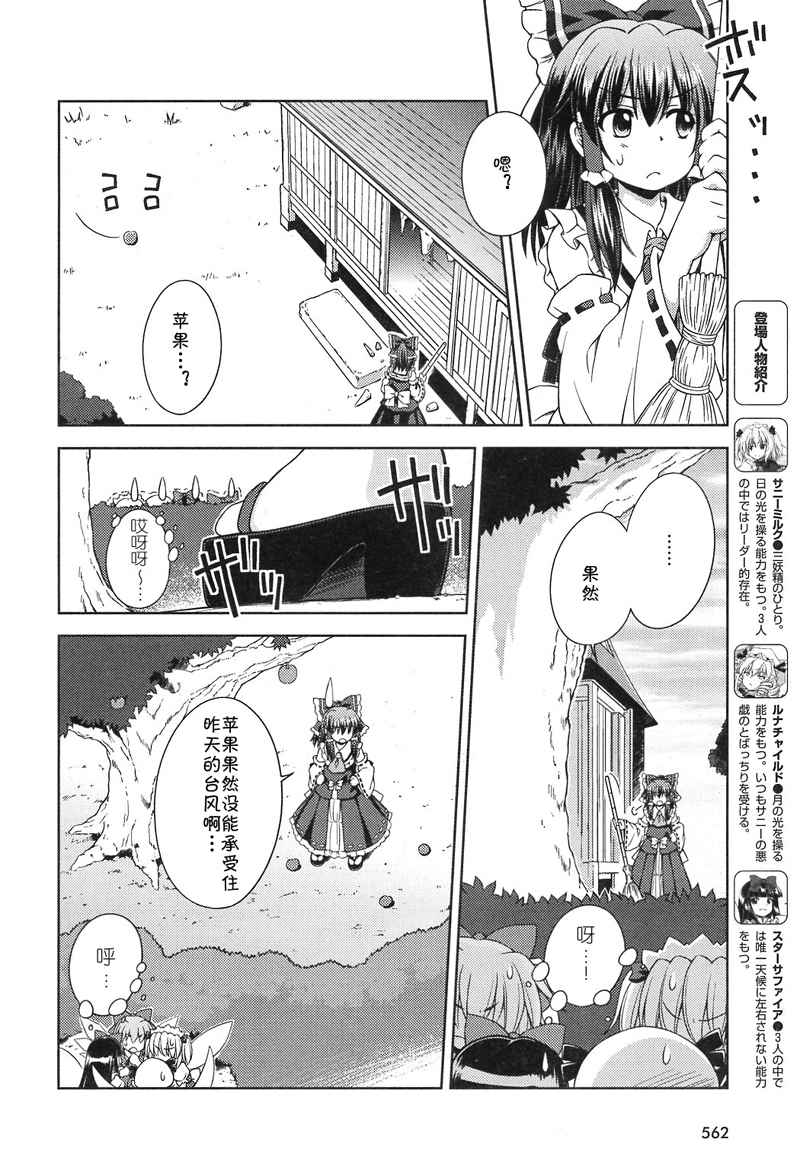 ボスッ…
嗯?
コロ
コロ
苹果…?
……
果然
呀…!
哎呀呀~…
苹果果然没能承受住
昨天的台风啊…
呼…
登場人物紹介
サニーミルク●三妖精のひとり。
日の光を操る能力をもつ。3人
の中ではリーダー的存在。
ルナチャイルド●月の光を操る
能力をもつ。いつもサニーの悪
戯のとばっちりを受ける。
スターサファイア●3人の中で
は唯一天候に左右されない能力
をもつ。
562